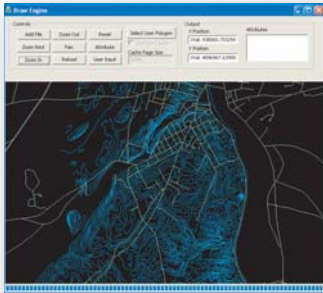 Draw Engine
Controls
Add File
Zoom Out
Reset
Select User Polygon
Zoom Rect
Pan
Attribute
Cache Page Size
Zoom In
Reload
User Input
Output
X Position
Y Position
Attributes